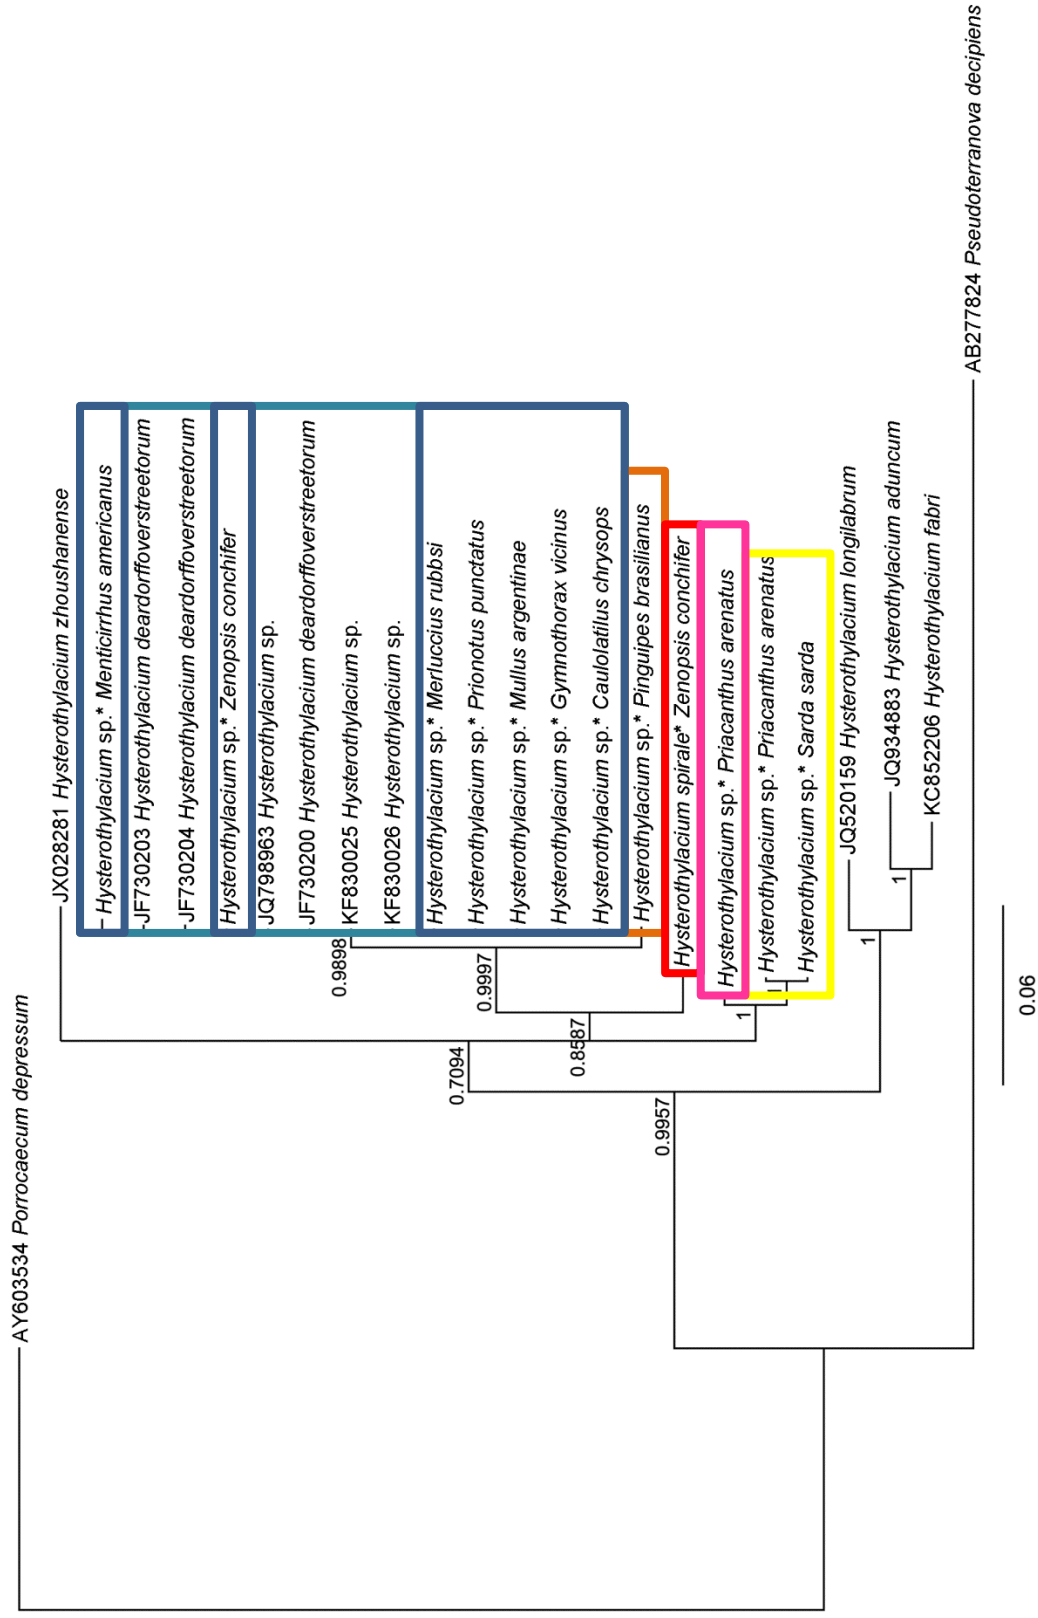 AY603534 Porrocaecum depressum
JX028281 Hysterothylacium zhoushanense
Hysterothylacium sp.* Menticirrhus americanus
JF730203 Hysterothylacium deardorffoverstreetorum
JF730204 Hysterothylacium deardorffoverstreetorum
Hysterothylacium sp.* Zenopsis conchifer
JQ798963 Hysterothylacium sp.
JF730200 Hysterothylacium deardorffoverstreetorum
KF830025 Hysterothylacium sp.
KF830026 Hysterothylacium sp.
Hysterothylacium sp.* Merluccius rubbsi
Hysterothylacium sp.* Prionotus punctatus
Hysterothylacium sp.* Mullus argentinae
Hysterothylacium sp.* Gymnothorax vicinus
Hysterothylacium sp.* Caulolatilus chrysops
Hysterothylacium sp.* Pinguipes brasilianus
Hysterothylacium spirale* Zenopsis conchifer
Hysterothylacium sp.* Priacanthus arenatus
Hysterothylacium sp.* Priacanthus arenatus
Hysterothylacium sp.* Sarda sarda
JQ520159 Hysterothylacium longilabrum
JQ934883 Hysterothylacium aduncum
KC852206 Hysterothylacium fabri
AB277824 Pseudoterranova decipiens
0.9898
0.9997
0.8587
0.7094
0.9957
1
1
1
1
0.06